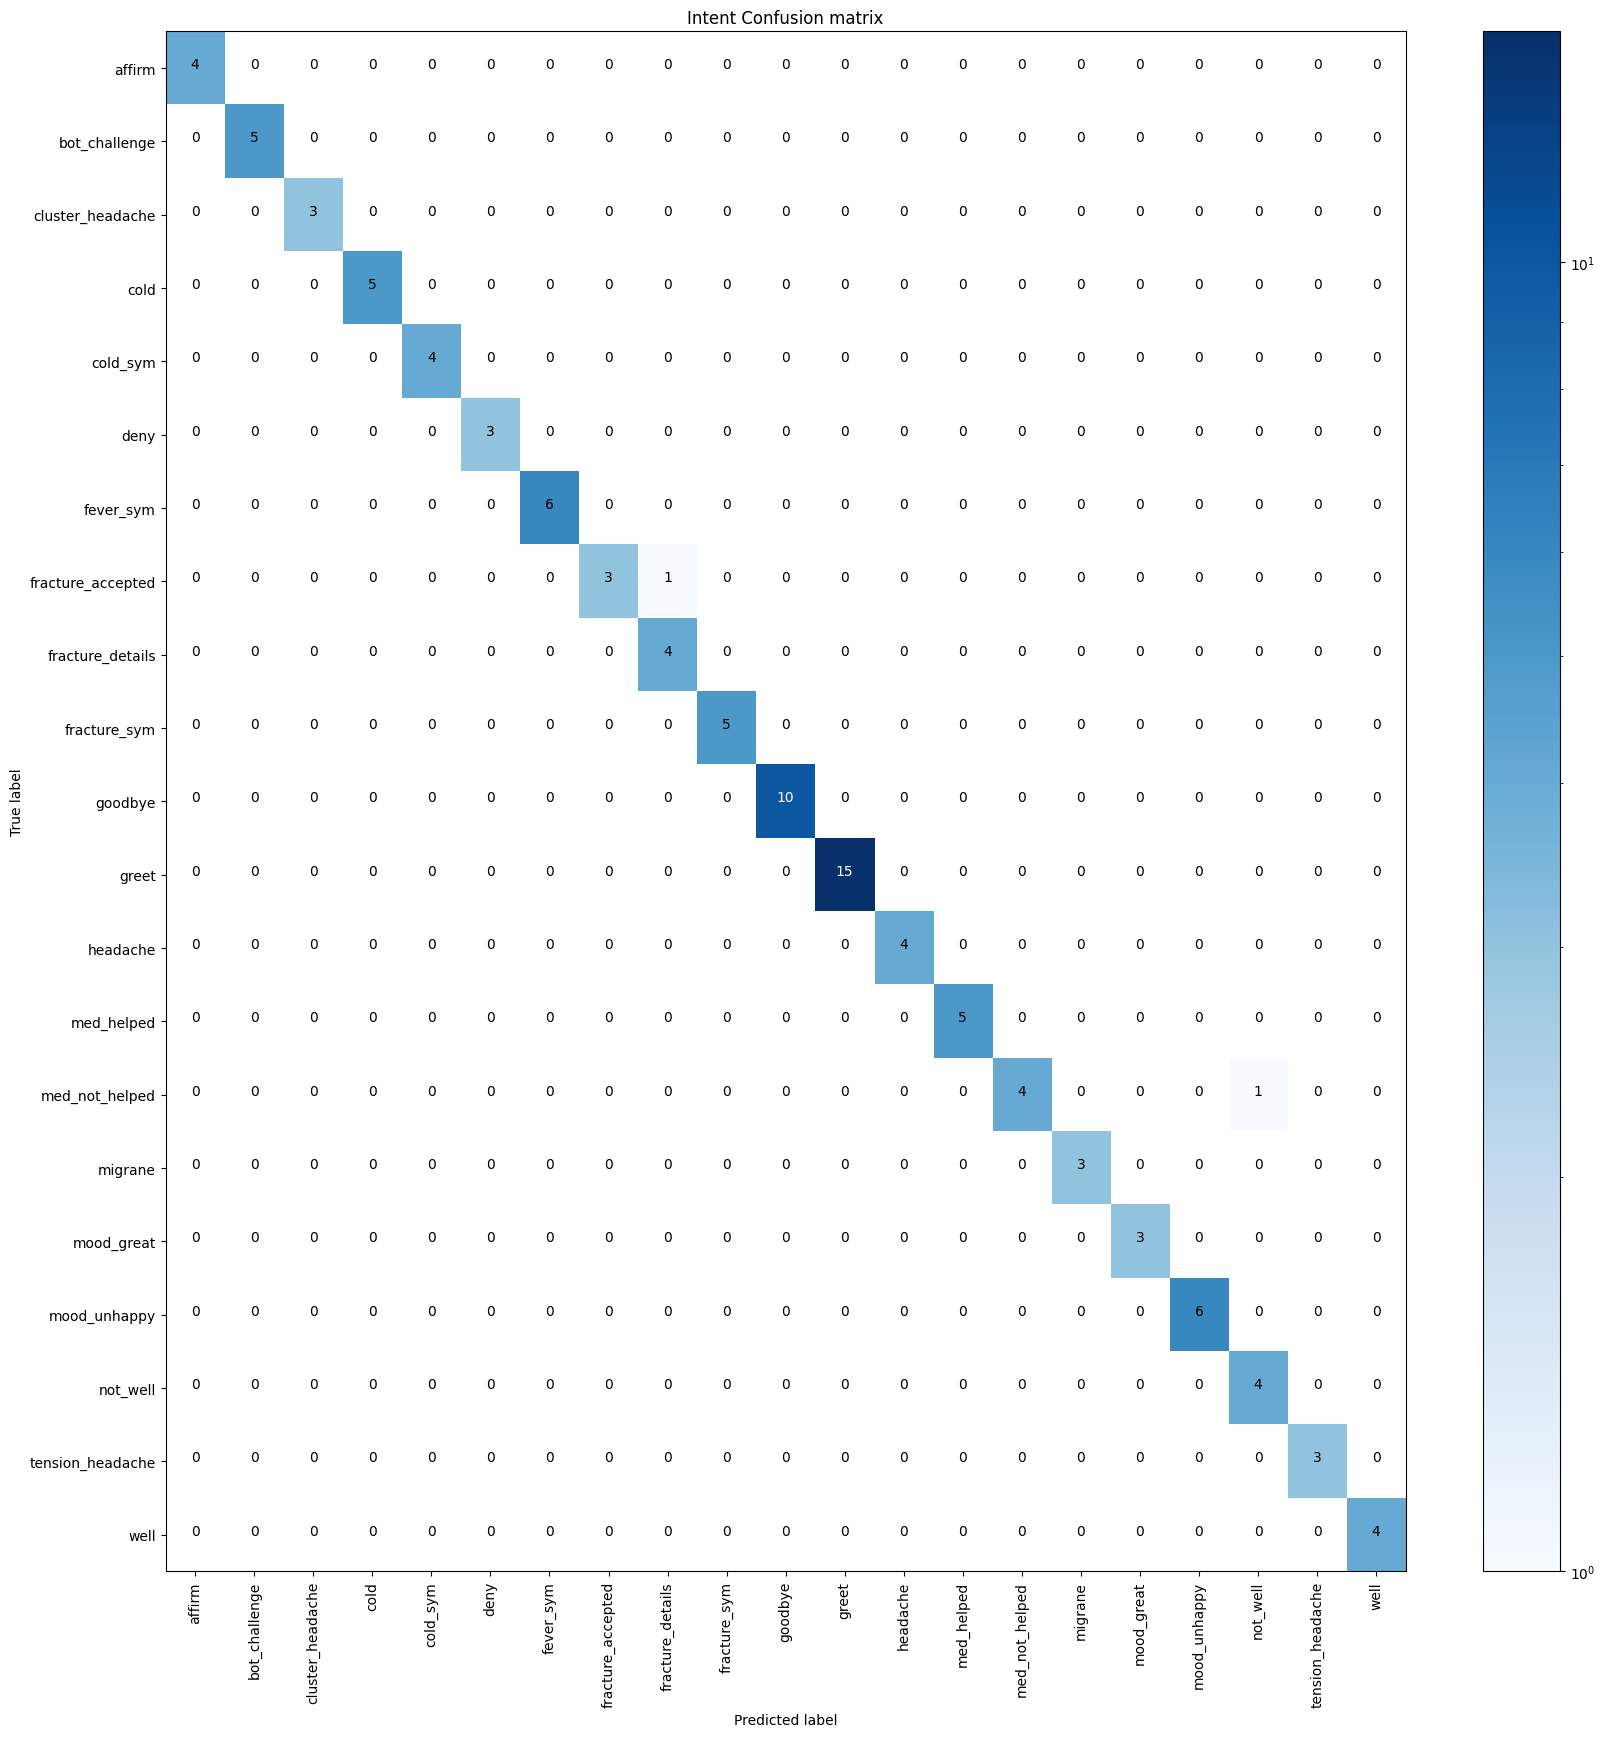 Intent Confusion matrix
affirm 4 0 0 0 0 0 0 0 0 0 0 0 0 0 0 0 0 0 0 0 0
bot_challenge 0 5 0 0 0 0 0 0 0 0 0 0 0 0 0 0 0 0 0 0 0
cluster_headache 0 0 3 0 0 0 0 0 0 0 0 0 0 0 0 0 0 0 0 0 0
cold 0 0 0 5 0 0 0 0 0 0 0 0 0 0 0 0 0 0 0 0 0
cold_sym 0 0 0 0 4 0 0 0 0 0 0 0 0 0 0 0 0 0 0 0 0
deny 0 0 0 0 0 3 0 0 0 0 0 0 0 0 0 0 0 0 0 0 0
fever_sym 0 0 0 0 0 0 6 0 0 0 0 0 0 0 0 0 0 0 0 0 0
fracture_accepted 0 0 0 0 0 0 0 3 1 0 0 0 0 0 0 0 0 0 0 0 0
fracture_details 0 0 0 0 0 0 0 0 4 0 0 0 0 0 0 0 0 0 0 0 0
fracture_sym 0 0 0 0 0 0 0 0 0 5 0 0 0 0 0 0 0 0 0 0 0
goodbye 0 0 0 0 0 0 0 0 0 0 10 0 0 0 0 0 0 0 0 0 0
greet 0 0 0 0 0 0 0 0 0 0 0 15 0 0 0 0 0 0 0 0 0
headache 0 0 0 0 0 0 0 0 0 0 0 0 4 0 0 0 0 0 0 0 0
med_helped 0 0 0 0 0 0 0 0 0 0 0 0 0 5 0 0 0 0 0 0 0
med_not_helped 0 0 0 0 0 0 0 0 0 0 0 0 0 0 4 0 0 0 1 0 0
migrane 0 0 0 0 0 0 0 0 0 0 0 0 0 0 0 3 0 0 0 0 0
mood_great 0 0 0 0 0 0 0 0 0 0 0 0 0 0 0 0 3 0 0 0 0
mood_unhappy 0 0 0 0 0 0 0 0 0 0 0 0 0 0 0 0 0 6 0 0 0
not_well 0 0 0 0 0 0 0 0 0 0 0 0 0 0 0 0 0 0 4 0 0
tension_headache 0 0 0 0 0 0 0 0 0 0 0 0 0 0 0 0 0 0 0 3 0
well 0 0 0 0 0 0 0 0 0 0 0 0 0 0 0 0 0 0 0 0 4
True label
affirm
bot_challenge
cluster_headache
cold
cold_sym
deny
fever_sym
fracture_accepted
fracture_details
fracture_sym
goodbye
greet
headache
med_helped
med_not_helped
migrane
mood_great
mood_unhappy
not_well
tension_headache
well
Predicted label
10¹
10⁰